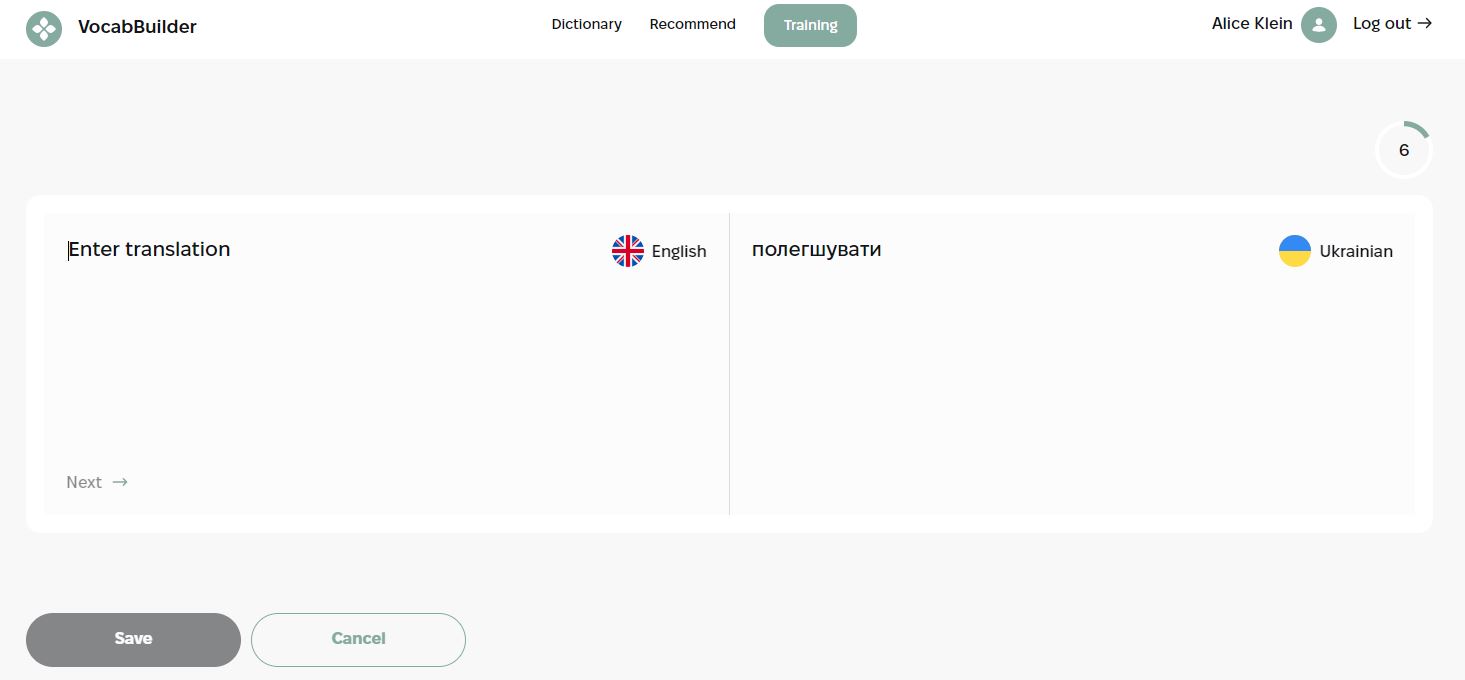 VocabBuilder
Dictionary Recommend Training
Alice Klein Log out →
6
Enter translation English
полегшувати Ukrainian
Next →
Save Cancel